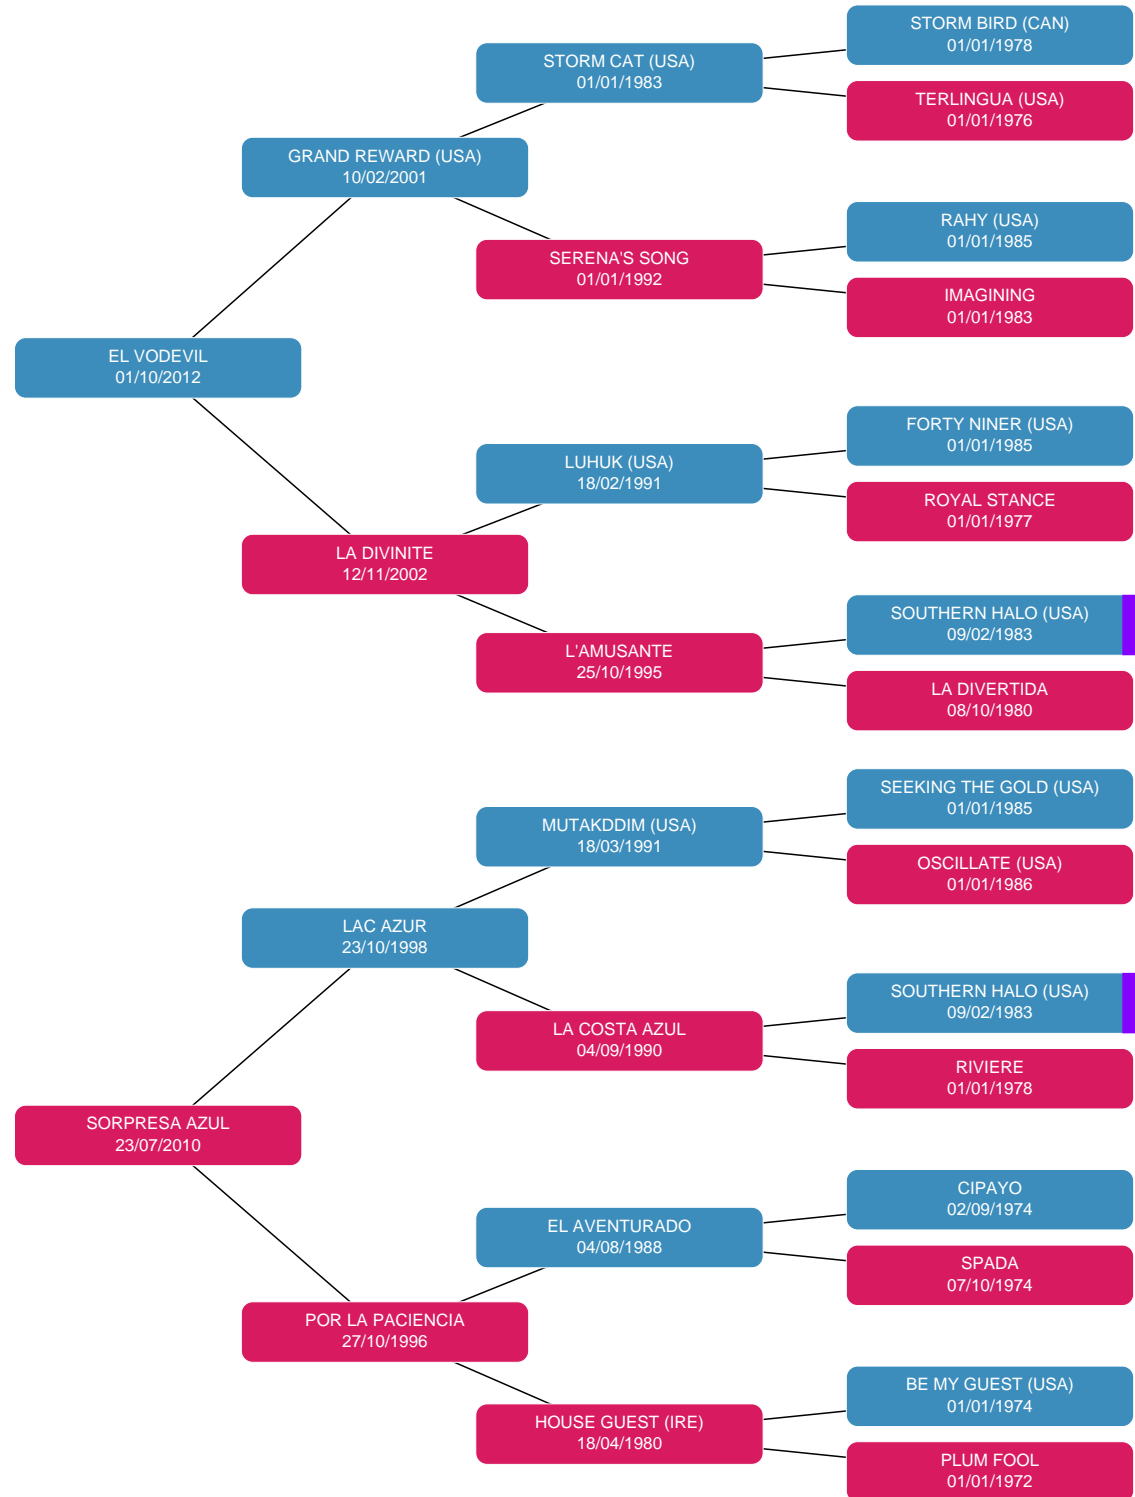 STORM BIRD (CAN)
01/01/1978
STORM CAT (USA)
01/01/1983
TERLINGUA (USA)
01/01/1976
GRAND REWARD (USA)
10/02/2001
RAHY (USA)
01/01/1985
SERENA'S SONG
01/01/1992
IMAGINING
01/01/1983
EL VODEVIL
01/10/2012
FORTY NINER (USA)
01/01/1985
LUHUK (USA)
18/02/1991
ROYAL STANCE
01/01/1977
LA DIVINITE
12/11/2002
SOUTHERN HALO (USA)
09/02/1983
L'AMUSANTE
25/10/1995
LA DIVERTIDA
08/10/1980
SEEKING THE GOLD (USA)
01/01/1985
MUTAKDDIM (USA)
18/03/1991
OSCILLATE (USA)
01/01/1986
LAC AZUR
23/10/1998
SOUTHERN HALO (USA)
09/02/1983
LA COSTA AZUL
04/09/1990
RIVIERE
01/01/1978
SORPRESA AZUL
23/07/2010
CIPAYO
02/09/1974
EL AVENTURADO
04/08/1988
SPADA
07/10/1974
POR LA PACIENCIA
27/10/1996
BE MY GUEST (USA)
01/01/1974
HOUSE GUEST (IRE)
18/04/1980
PLUM FOOL
01/01/1972